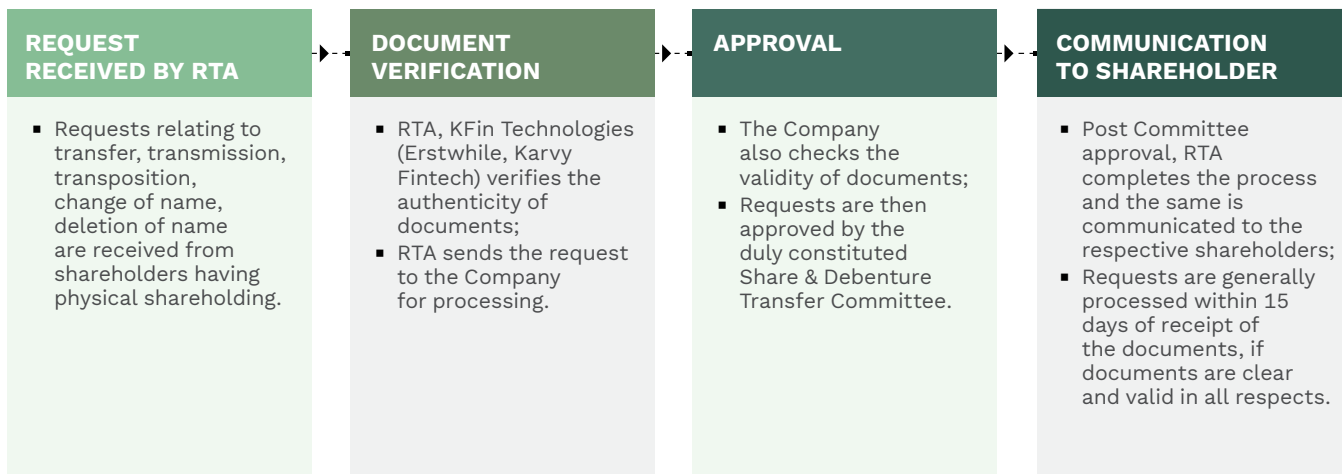 REQUEST
RECEIVED BY RTA
▪ Requests relating to
transfer, transmission,
transposition,
change of name,
deletion of name
are received from
shareholders having
physical shareholding.
DOCUMENT
VERIFICATION
▪ RTA, KFin Technologies
(Erstwhile, Karvy
Fintech) verifies the
authenticity of
documents;
▪ RTA sends the request
to the Company
for processing.
APPROVAL
▪ The Company
also checks the
validity of documents;
▪ Requests are then
approved by the
duly constituted
Share & Debenture
Transfer Committee.
COMMUNICATION
TO SHAREHOLDER
▪ Post Committee
approval, RTA
completes the process
and the same is
communicated to the
respective shareholders;
▪ Requests are generally
processed within 15
days of receipt of
the documents, if
documents are clear
and valid in all respects.